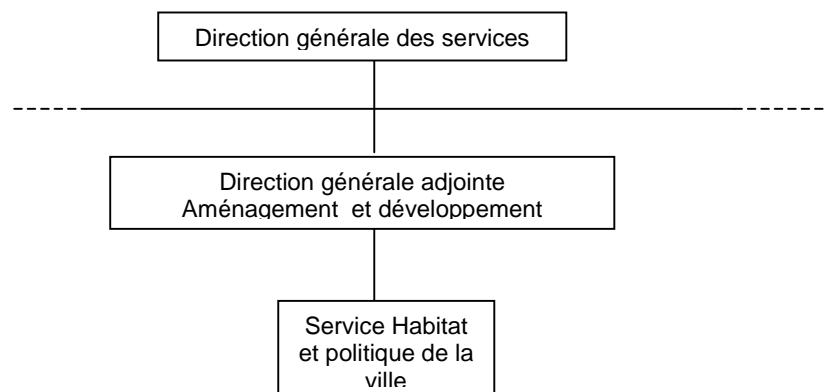 Direction générale des services
Direction générale adjointe
Aménagement et développement
Service Habitat
et politique de la
ville